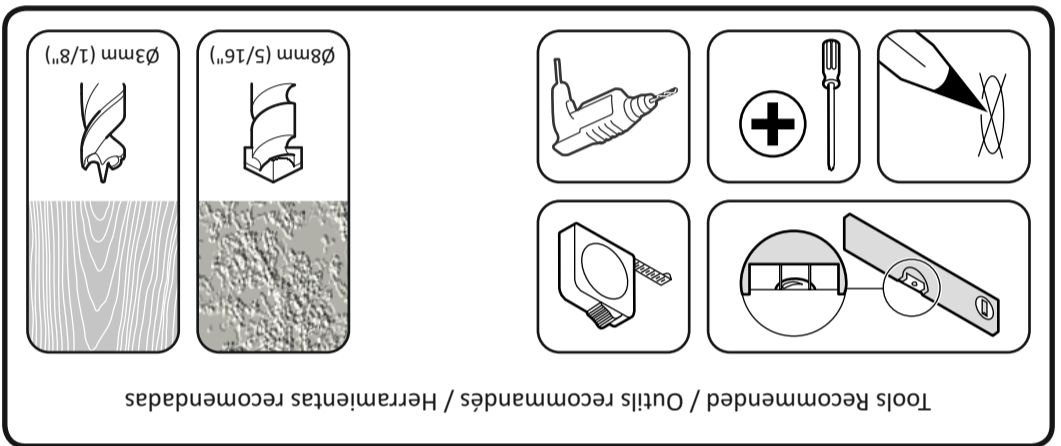 Tools Recommended / Outils recommandés / Herramientas recomendadas
Ø8mm (5/16")
Ø3mm (1/8")